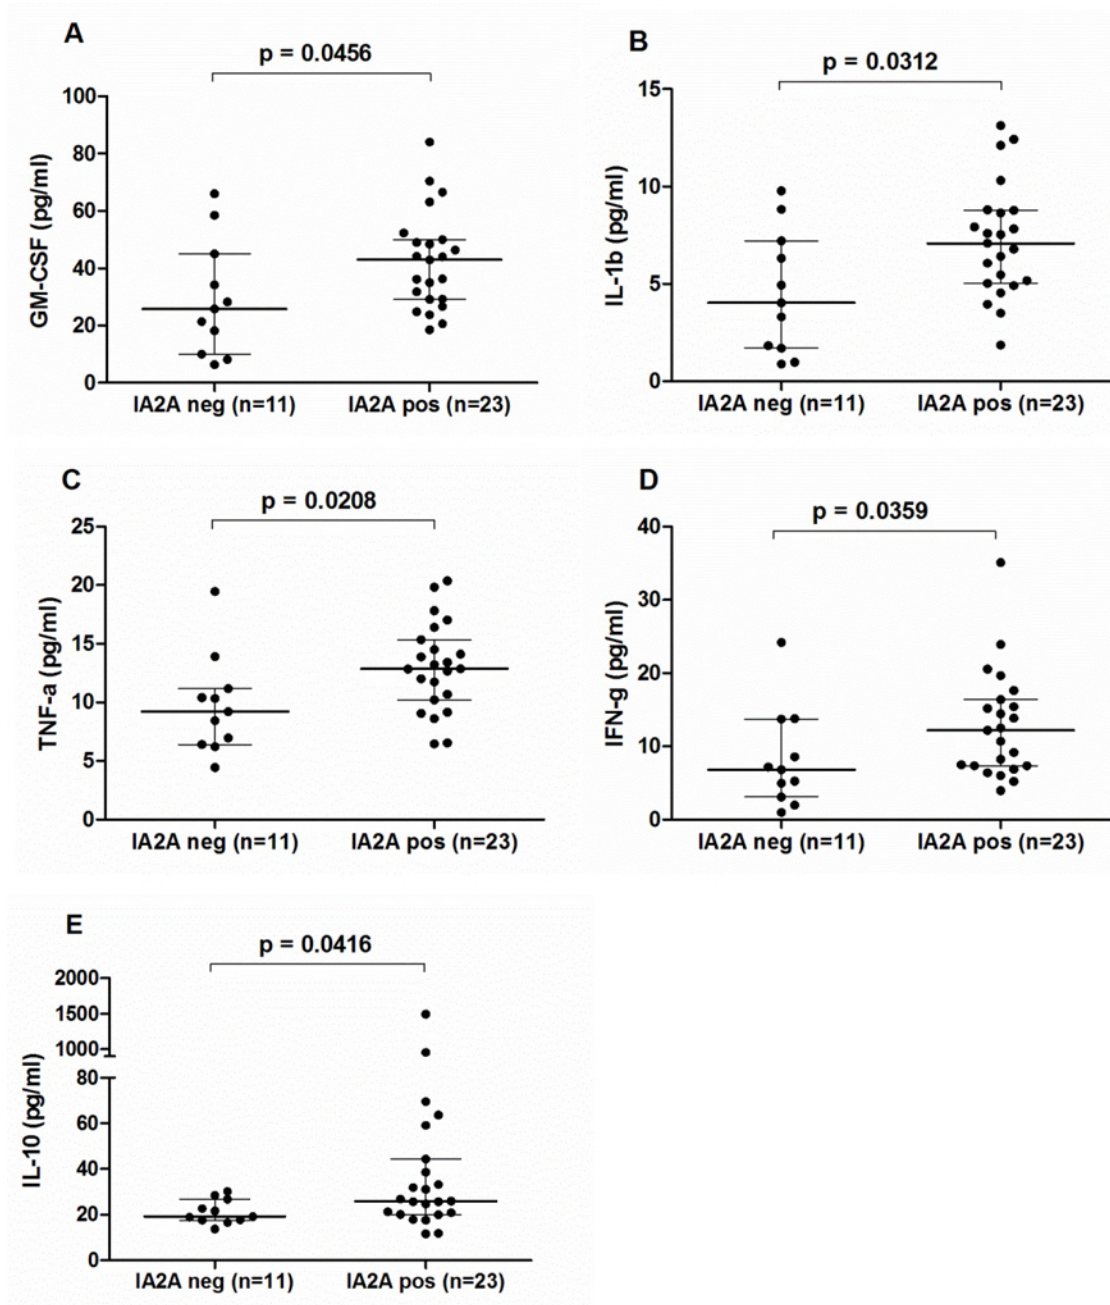 A
p = 0.0456
GM-CSF (pg/ml)
100
80
60
40
20
0
IA2A neg (n=11)
IA2A pos (n=23)
B
p = 0.0312
IL-1b (pg/ml)
15
10
5
0
IA2A neg (n=11)
IA2A pos (n=23)
C
p = 0.0208
TNF-a (pg/ml)
25
20
15
10
5
0
IA2A neg (n=11)
IA2A pos (n=23)
D
p = 0.0359
IFN-g (pg/ml)
40
30
20
10
0
IA2A neg (n=11)
IA2A pos (n=23)
E
p = 0.0416
IL-10 (pg/ml)
2000
1500
1000
80
60
40
20
0
IA2A neg (n=11)
IA2A pos (n=23)